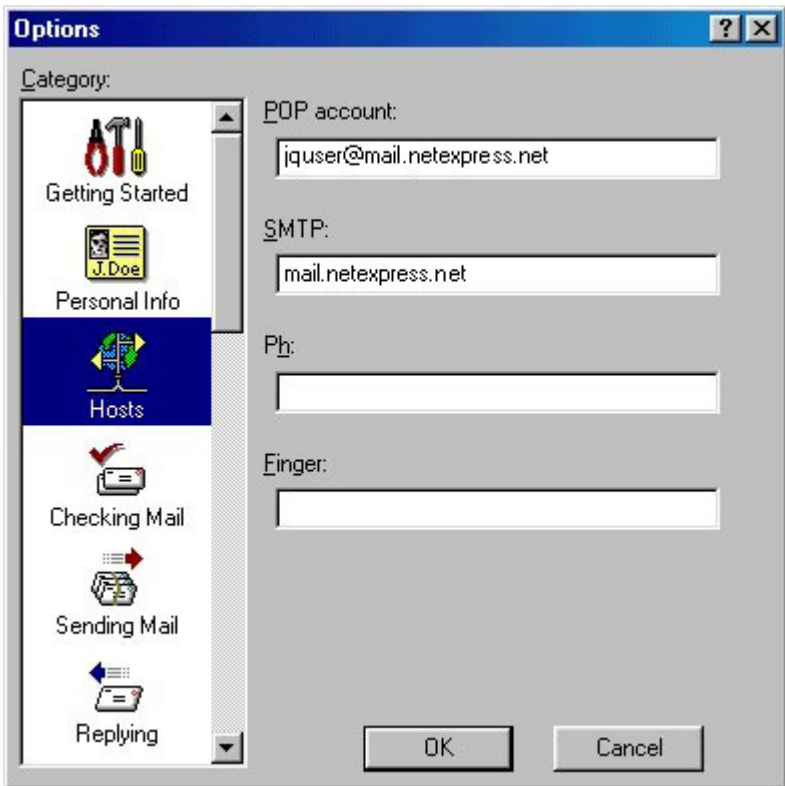 Options
Category:
Getting Started
J.Doe
Personal Info
Hosts
Checking Mail
Sending Mail
Replying
POP account:
jquser@mail.netexpress.net
SMTP:
mail.netexpress.net
Ph:
Finger:
OK
Cancel